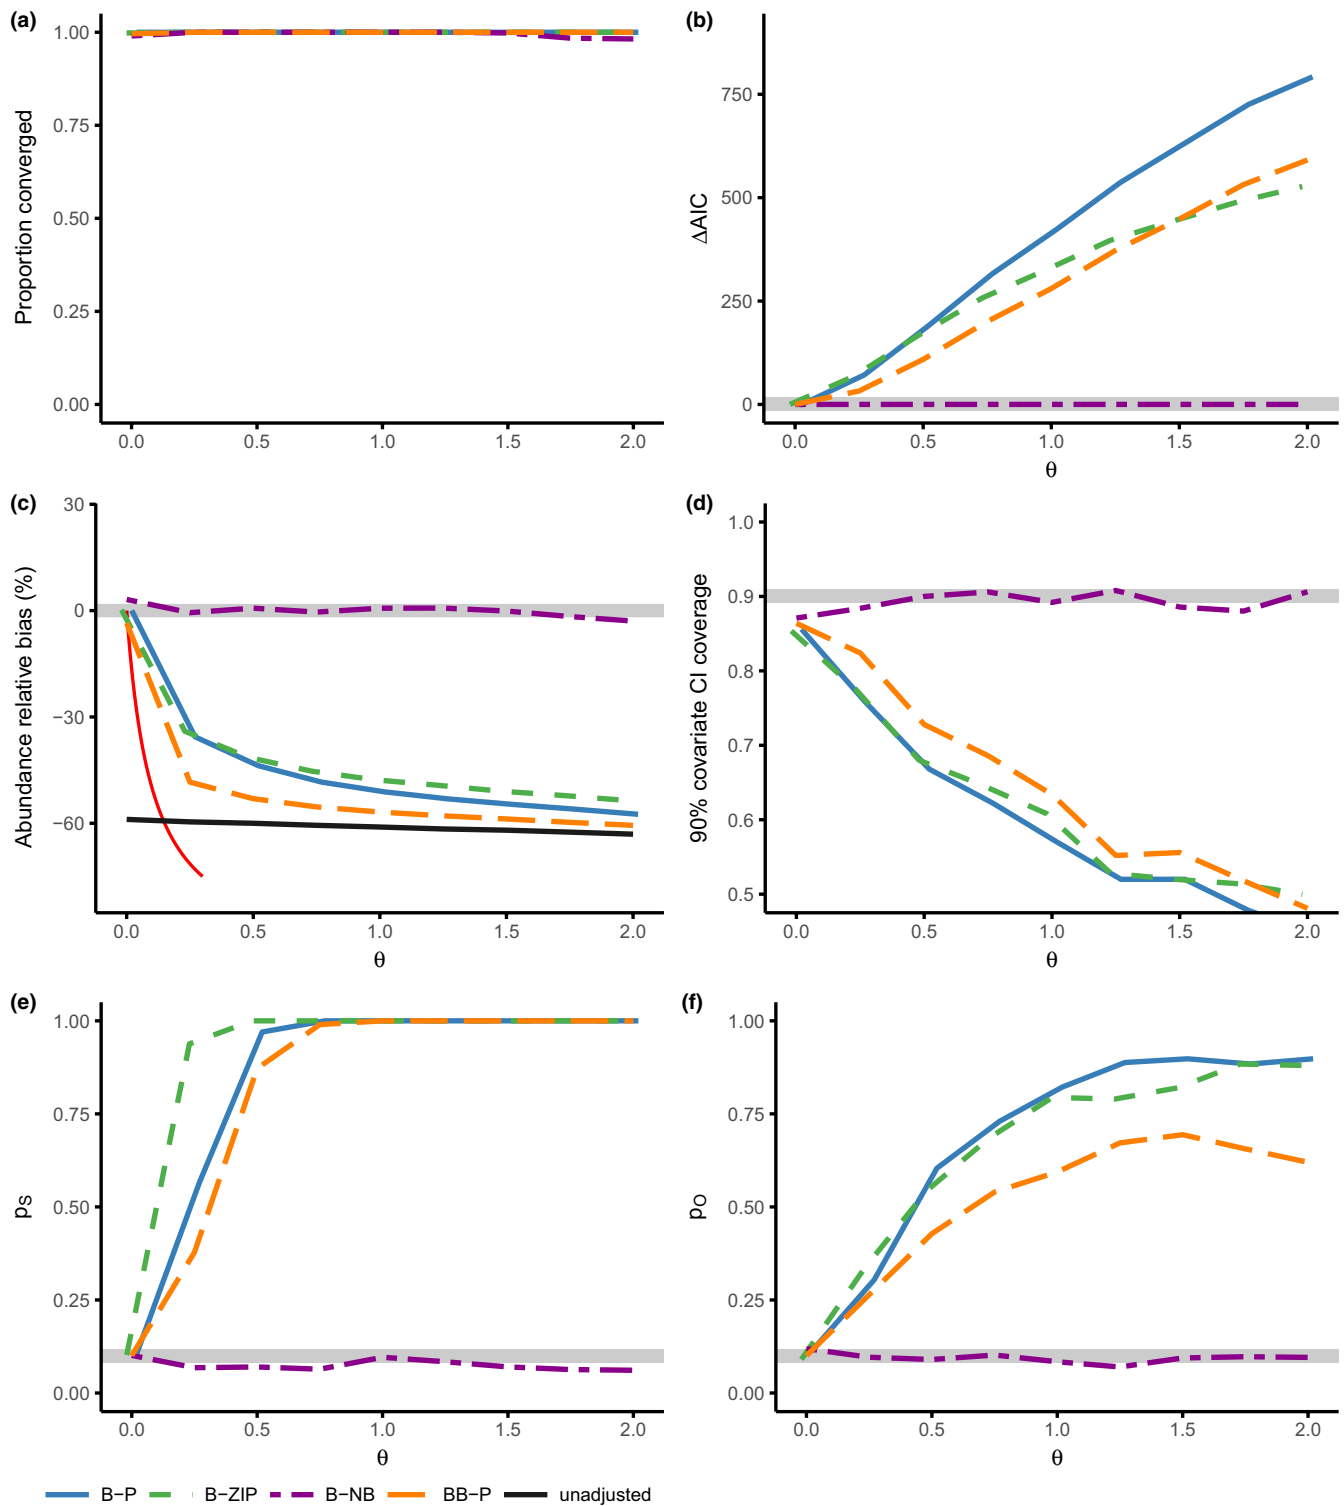 (a)
1.00
0.75
0.50
0.25
0.00
Proportion converged
0.0 0.5 1.0 1.5 2.0
(b)
750
500
250
0
ΔAIC
0.0 0.5 1.0 1.5 2.0
θ
(c)
30
0
−30
−60
Abundance relative bias (%)
0.0 0.5 1.0 1.5 2.0
θ
(d)
1.0
0.9
0.8
0.7
0.6
0.5
90% covariate CI coverage
0.0 0.5 1.0 1.5 2.0
θ
(e)
1.00
0.75
0.50
0.25
0.00
pS
0.0 0.5 1.0 1.5 2.0
θ
(f)
1.00
0.75
0.50
0.25
0.00
pO
0.0 0.5 1.0 1.5 2.0
θ
B−P B−ZIP B−NB BB−P unadjusted